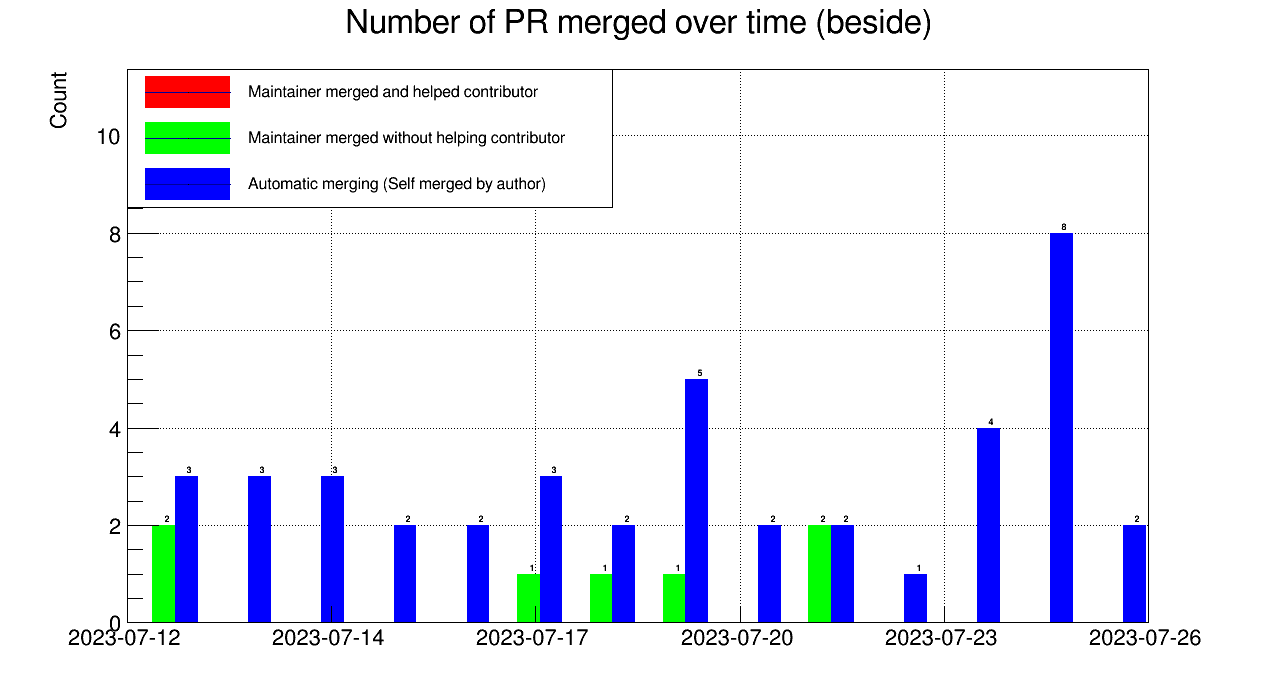 Number of PR merged over time (beside)
Count
Maintainer merged and helped contributor
Maintainer merged without helping contributor
Automatic merging (Self merged by author)
10
8
6
4
2
0
8
5
4
3 3 3 3
2 2 2 2 2 2 2 2 2
1 1 1 1
2023-07-12 2023-07-14 2023-07-17 2023-07-20 2023-07-23 2023-07-26